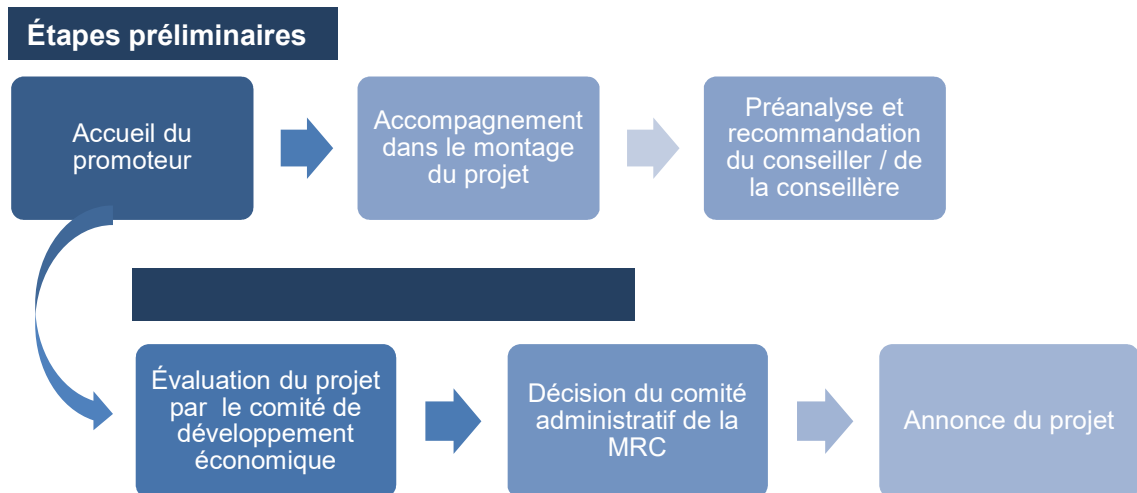 Étapes préliminaires
Accueil du
promoteur
Accompagnement
dans le montage
du projet
Préanalyse et
recommandation
du conseiller / de
la conseillère
Évaluation du projet
par le comité de
développement
économique
Décision du comité
administratif de la
MRC
Annonce du projet